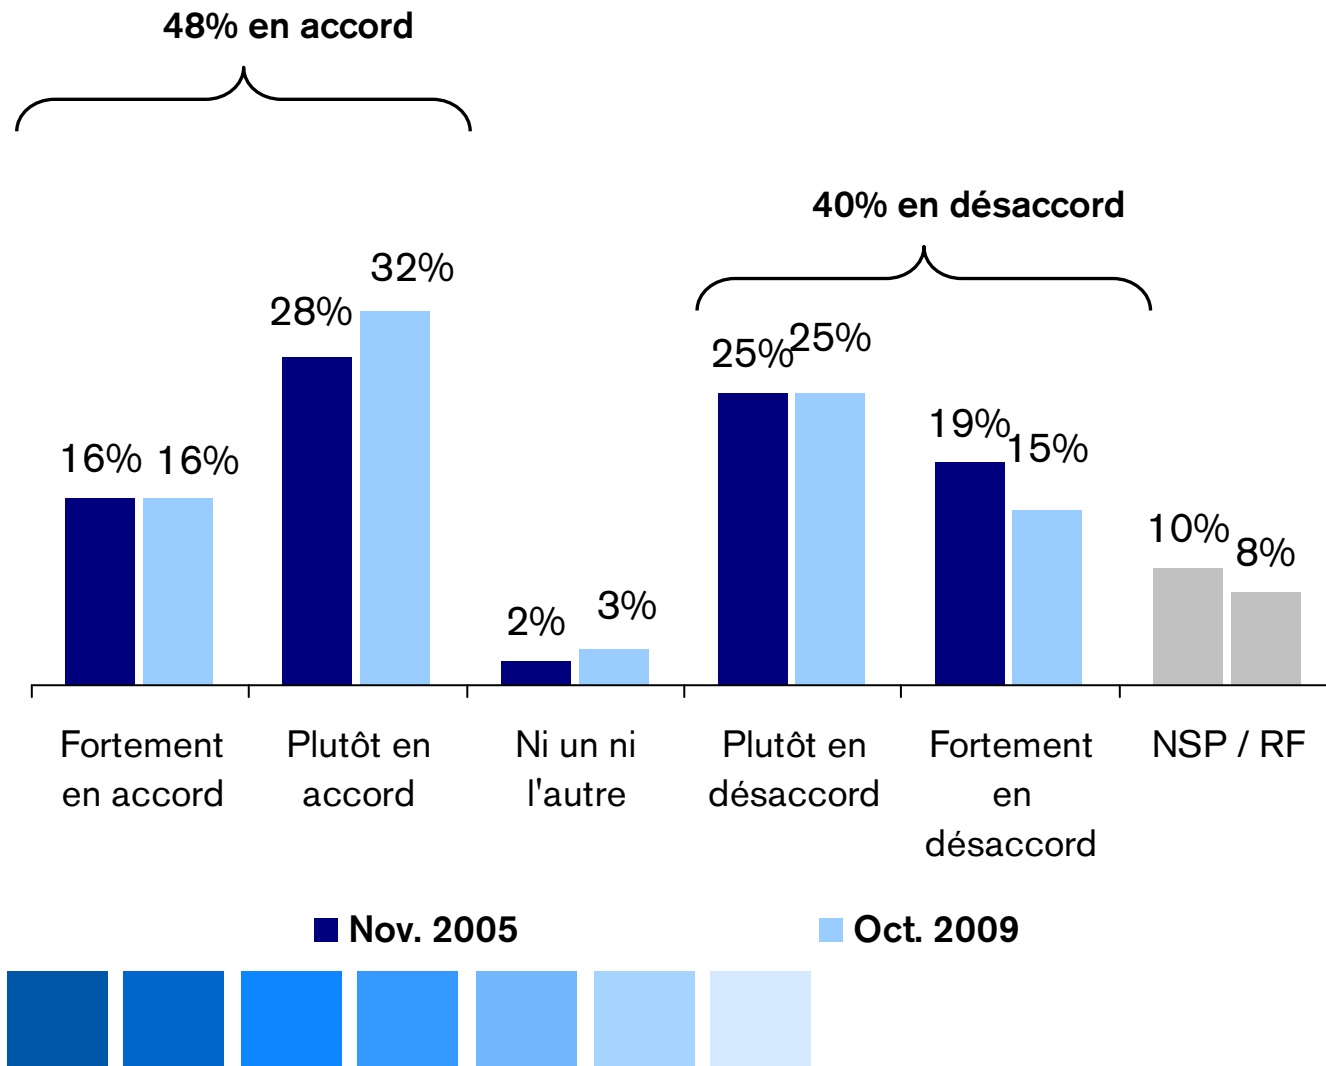 48% en accord
40% en désaccord
32%
28%
25%
25%
19%
15%
16%
16%
10%
8%
2%
3%
Fortement
en accord
Plutôt en
accord
Ni un ni
l'autre
Plutôt en
désaccord
Fortement
en
désaccord
NSP / RF
Nov. 2005
Oct. 2009